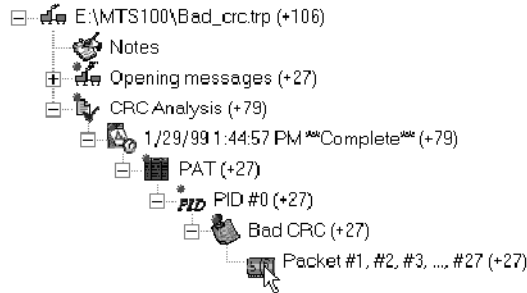 E:\MTS100\Bad_crc.trp (+106)
Notes
Opening messages (+27)
CRC Analysis (+79)
1/29/99 1:44:57 PM ***Complete*** (+79)
PAT (+27)
PID PID #0 (+27)
Bad CRC (+27)
Packet #1, #2, #3, ..., #27 (+27)